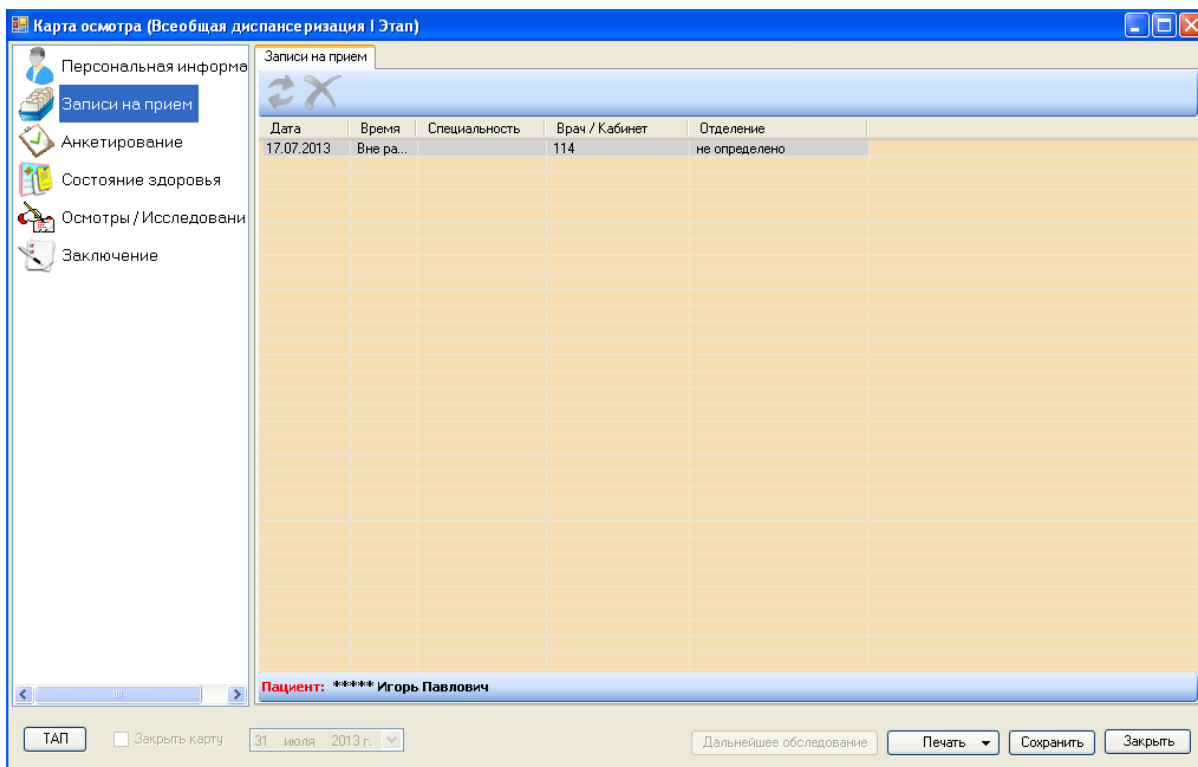 Карта осмотра (Всеобщая диспансеризация I Этап)
Персональная информа
Записи на прием
Анкетирование
Состояние здоровья
Осмотры / Исследовани
Заключение
Записи на прием
Дата Время Специальность Врач / Кабинет Отделение
17.07.2013 Вне ра... 114 не определено
Пациент: ***** Игорь Павлович
ТАП Закрыть карту 31 июля 2013 г. Дальнейшее обследование Печать Сохранить Закрыть